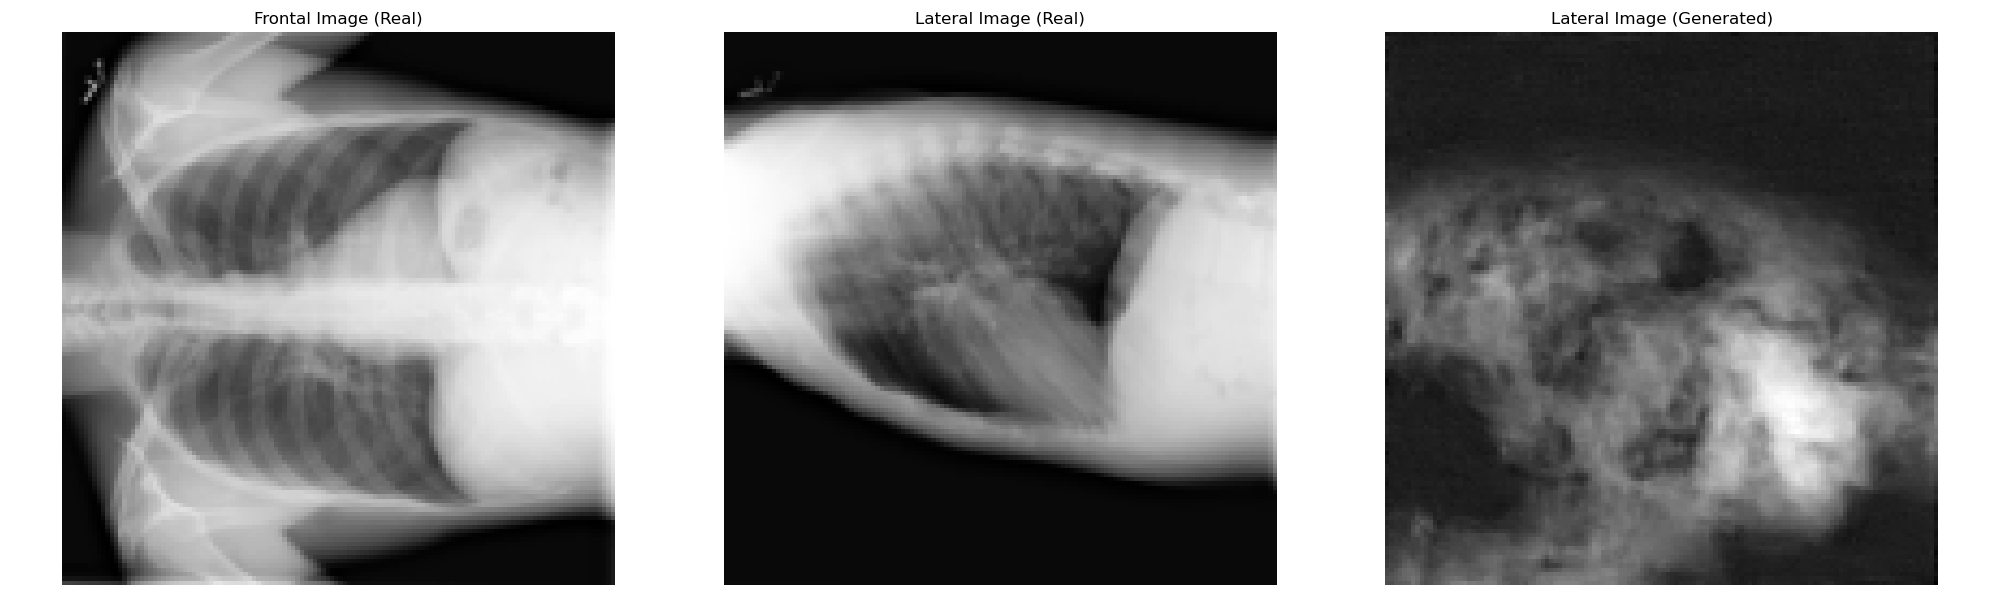 Frontal Image (Real)
Lateral Image (Real)
Lateral Image (Generated)